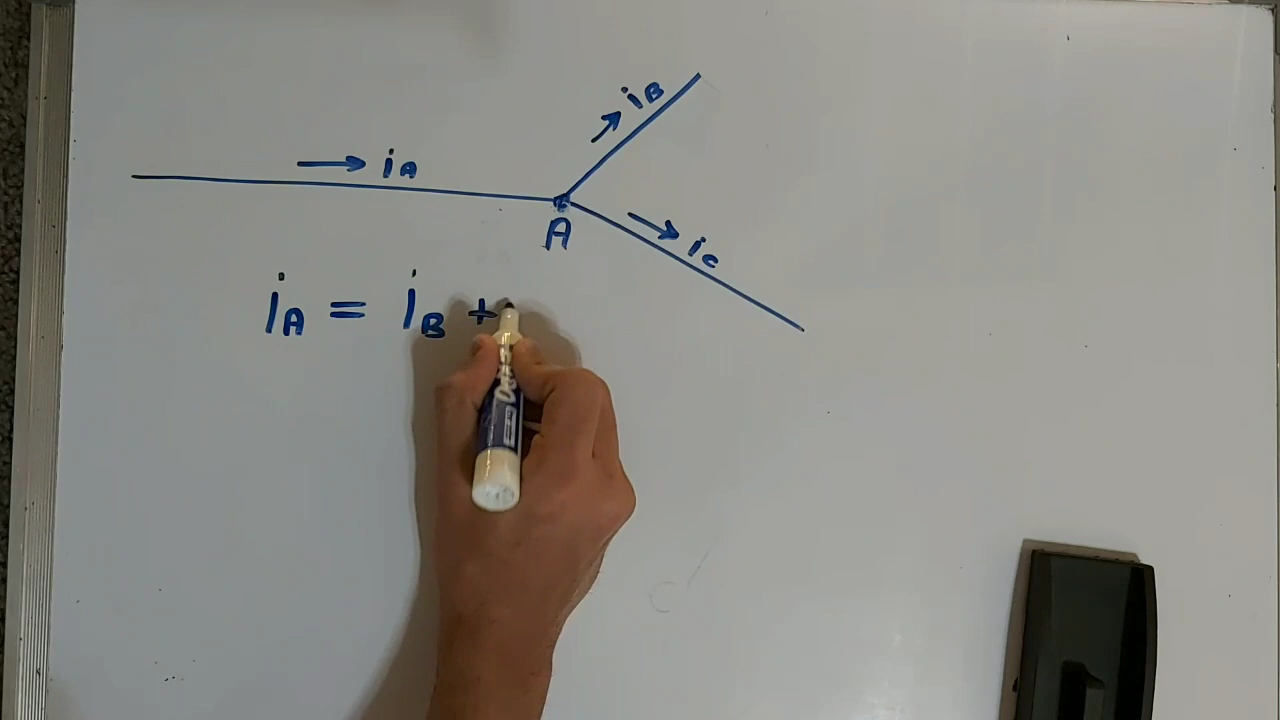 iB
iA
A
ic
iA = iB +